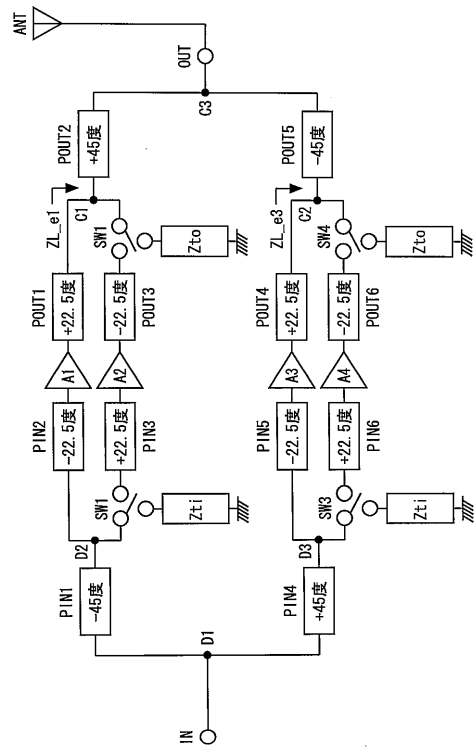 ANT
OUT
C3
POUT2
+45度
POUT5
-45度
ZL_e1
C1
SW1
Zto
ZL_e3
C2
SW4
Zto
POUT1
+22.5度
POUT3
-22.5度
POUT4
+22.5度
POUT6
-22.5度
A1
A2
A3
A4
PIN2
-22.5度
PIN3
+22.5度
PIN5
-22.5度
PIN6
+22.5度
SW1
Zti
SW3
Zti
D2
D3
PIN1
-45度
PIN4
+45度
D1
IN